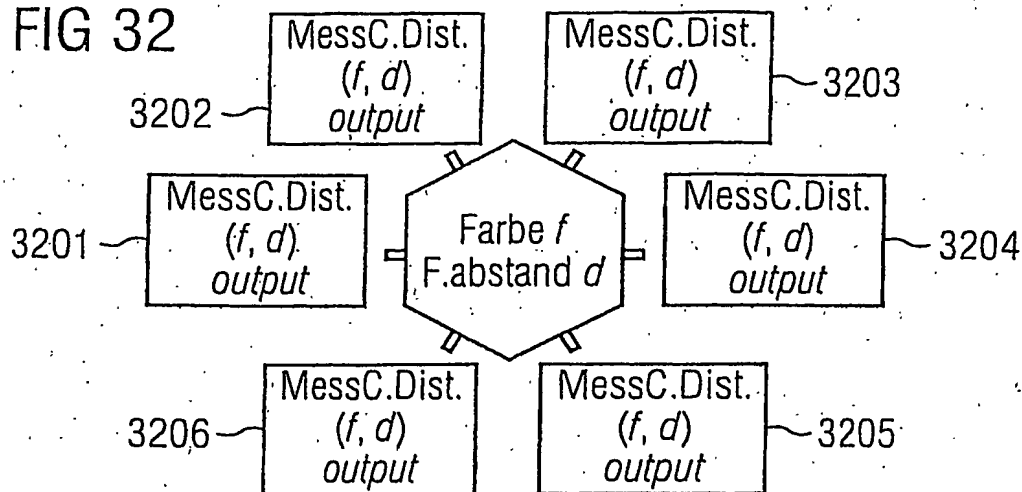 FIG 32
MessC.Dist.
(f, d)
output
3202
MessC.Dist.
(f, d)
output
3203
MessC.Dist.
(f, d)
output
3201
Farbe f
F.abstand d
MessC.Dist.
(f, d)
output
3204
MessC.Dist.
(f, d)
output
3206
MessC.Dist.
(f, d)
output
3205